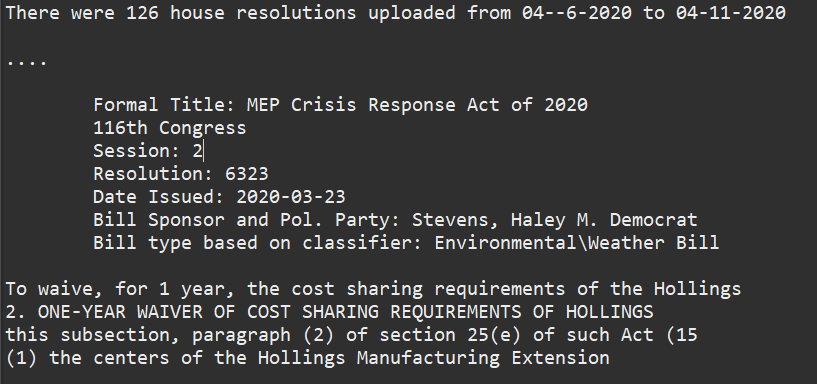 There were 126 house resolutions uploaded from 04--6-2020 to 04-11-2020
....
Formal Title: MEP Crisis Response Act of 2020
116th Congress
Session: 2
Resolution: 6323
Date Issued: 2020-03-23
Bill Sponsor and Pol. Party: Stevens, Haley M. Democrat
Bill type based on classifier: Environmental\Weather Bill
To waive, for 1 year, the cost sharing requirements of the Hollings
2. ONE-YEAR WAIVER OF COST SHARING REQUIREMENTS OF HOLLINGS
this subsection, paragraph (2) of section 25(e) of such Act (15
(1) the centers of the Hollings Manufacturing Extension